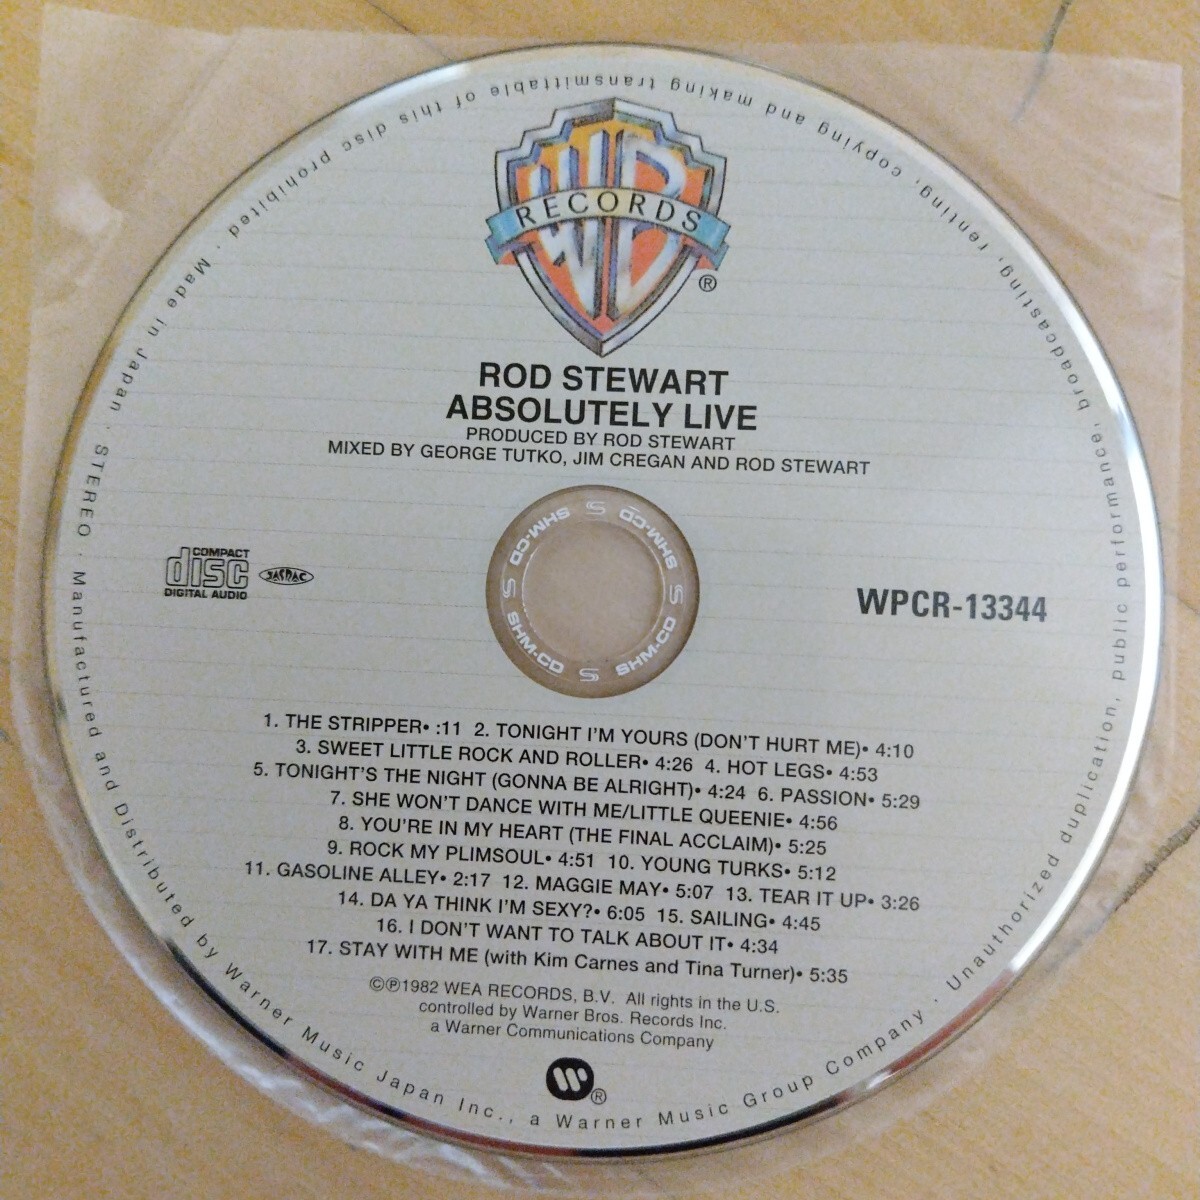 WB
RECORDS
®
ROD STEWART
ABSOLUTELY LIVE
PRODUCED BY ROD STEWART
MIXED BY GEORGE TUTKO, JIM CREGAN AND ROD STEWART
COMPACT
disc
DIGITAL AUDIO
JASRAC
SHM-CD S SHM-CD S SHM-CD S SHM-CD S
WPCR-13344
1. THE STRIPPER• :11 2. TONIGHT I'M YOURS (DON'T HURT ME)• 4:10
3. SWEET LITTLE ROCK AND ROLLER• 4:26 4. HOT LEGS• 4:53
5. TONIGHT'S THE NIGHT (GONNA BE ALRIGHT)• 4:24 6. PASSION• 5:29
7. SHE WON'T DANCE WITH ME/LITTLE QUEENIE• 4:56
8. YOU'RE IN MY HEART (THE FINAL ACCLAIM)• 5:25
9. ROCK MY PLIMSOUL• 4:51 10. YOUNG TURKS• 5:12
11. GASOLINE ALLEY• 2:17 12. MAGGIE MAY• 5:07 13. TEAR IT UP• 3:26
14. DA YA THINK I'M SEXY?• 6:05 15. SAILING• 4:45
16. I DON'T WANT TO TALK ABOUT IT• 4:34
17. STAY WITH ME (with Kim Carnes and Tina Turner)• 5:35
©℗1982 WEA RECORDS, B.V. All rights in the U.S.
controlled by Warner Bros. Records Inc.
a Warner Communications Company
W®
Made in Japan · STEREO · Manufactured and Distributed by Warner Music Japan Inc., a Warner Music Group Company · Unauthorized duplication, public performance, broadcasting, renting, copying and making transmittable of this disc prohibited ·